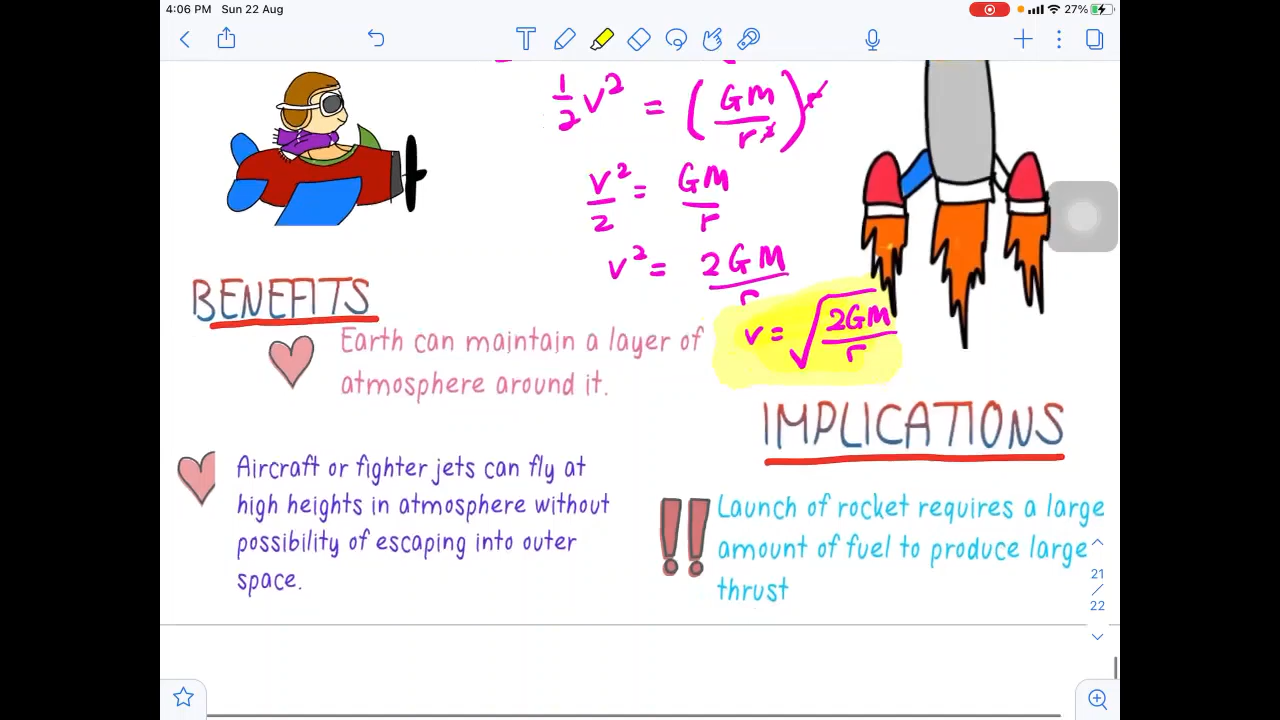 4:06 PM Sun 22 Aug
27%
½v² = (GM/r²)r
v²/2 = GM/r
v² = 2GM/r
v = √(2GM/r)
BENEFITS
Earth can maintain a layer of
atmosphere around it.
Aircraft or fighter jets can fly at
high heights in atmosphere without
possibility of escaping into outer
space.
IMPLICATIONS
!! Launch of rocket requires a large
amount of fuel to produce large
thrust
21
/
22